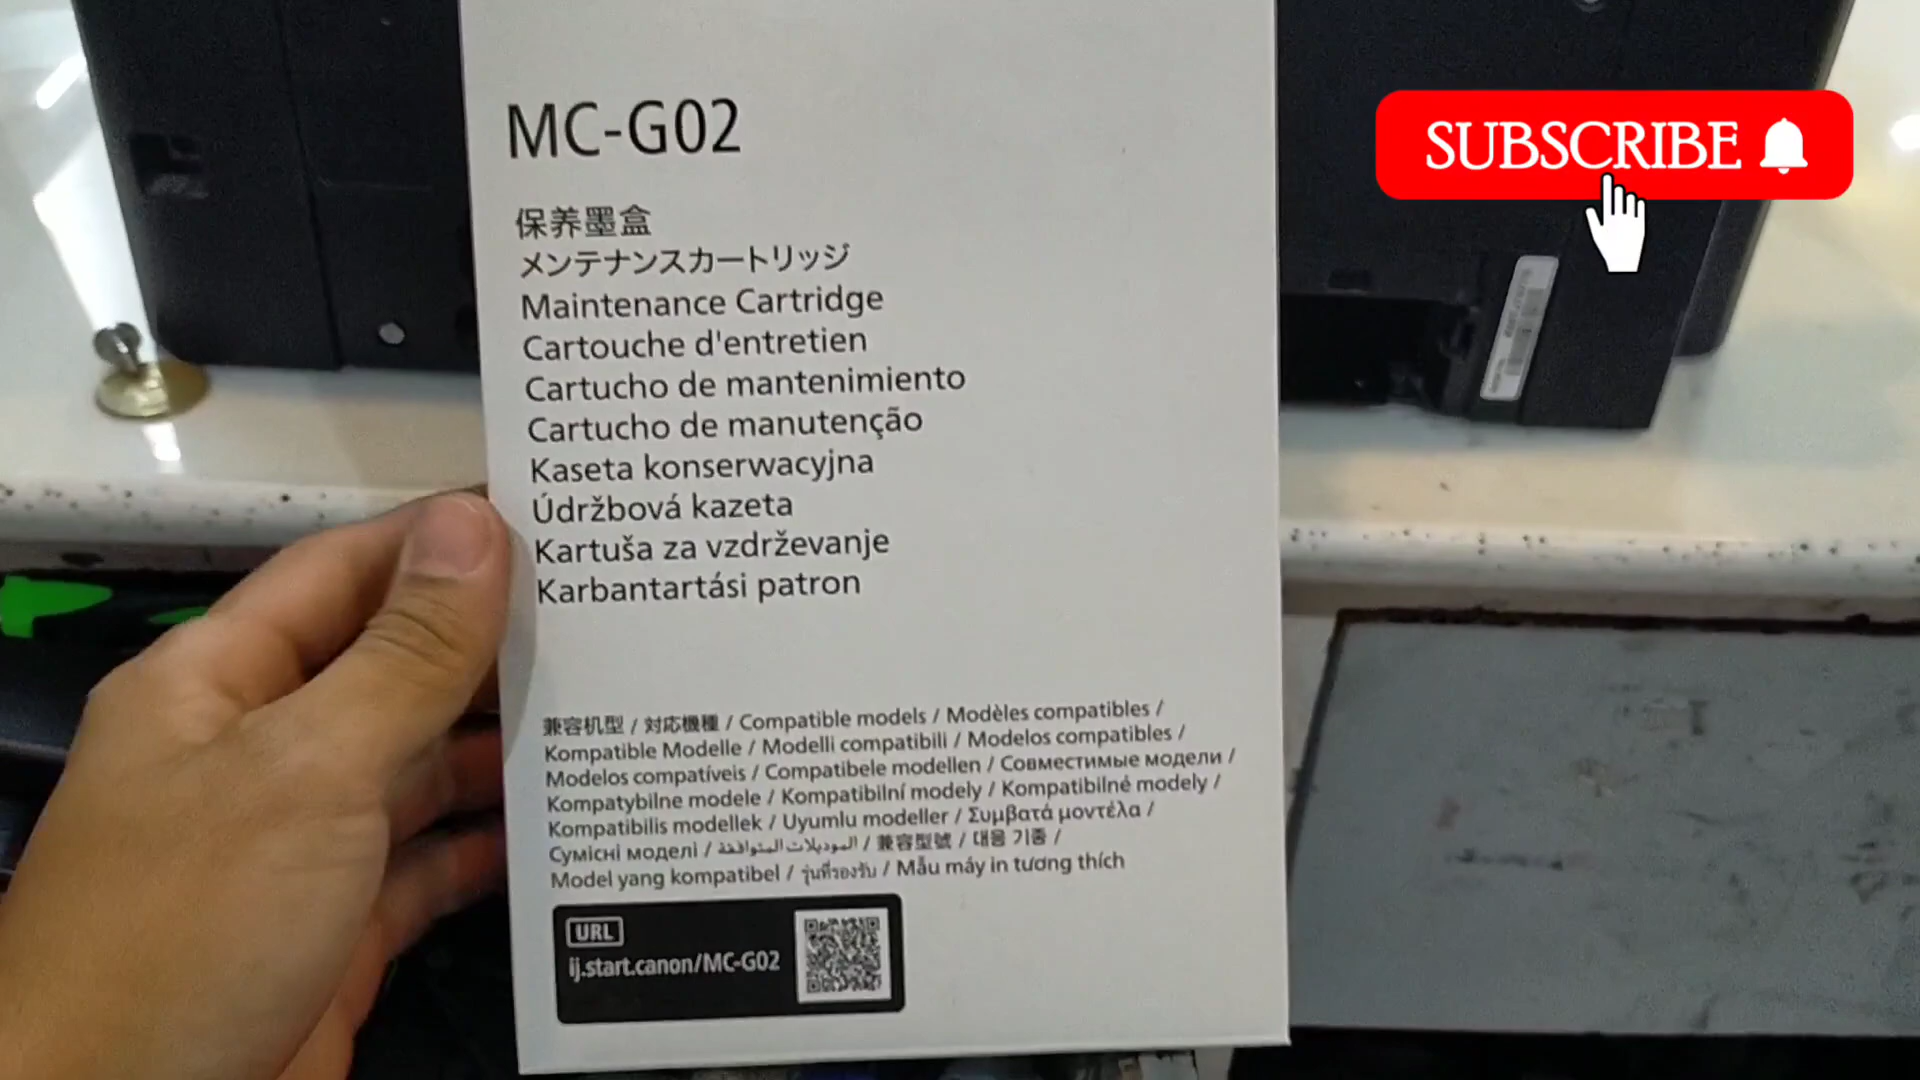 MC-G02
保养墨盒
メンテナンスカートリッジ
Maintenance Cartridge
Cartouche d'entretien
Cartucho de mantenimiento
Cartucho de manutenção
Kaseta konserwacyjna
Údržbová kazeta
Kartuša za vzdrževanje
Karbantartási patron
兼容机型 / 対応機種 / Compatible models / Modèles compatibles /
Kompatible Modelle / Modelli compatibili / Modelos compatibles /
Modelos compatíveis / Compatibele modellen / Совместимые модели /
Kompatybilne modele / Kompatibilní modely / Kompatibilné modely /
Kompatibilis modellek / Uyumlu modeller / Συμβατά μοντέλα /
Сумісні моделі / الموديلات المتوافقة / 兼容型號 / 대응 기종 /
Model yang kompatibel / รุ่นที่รองรับ / Mẫu máy in tương thích
URL
ij.start.canon/MC-G02
SUBSCRIBE